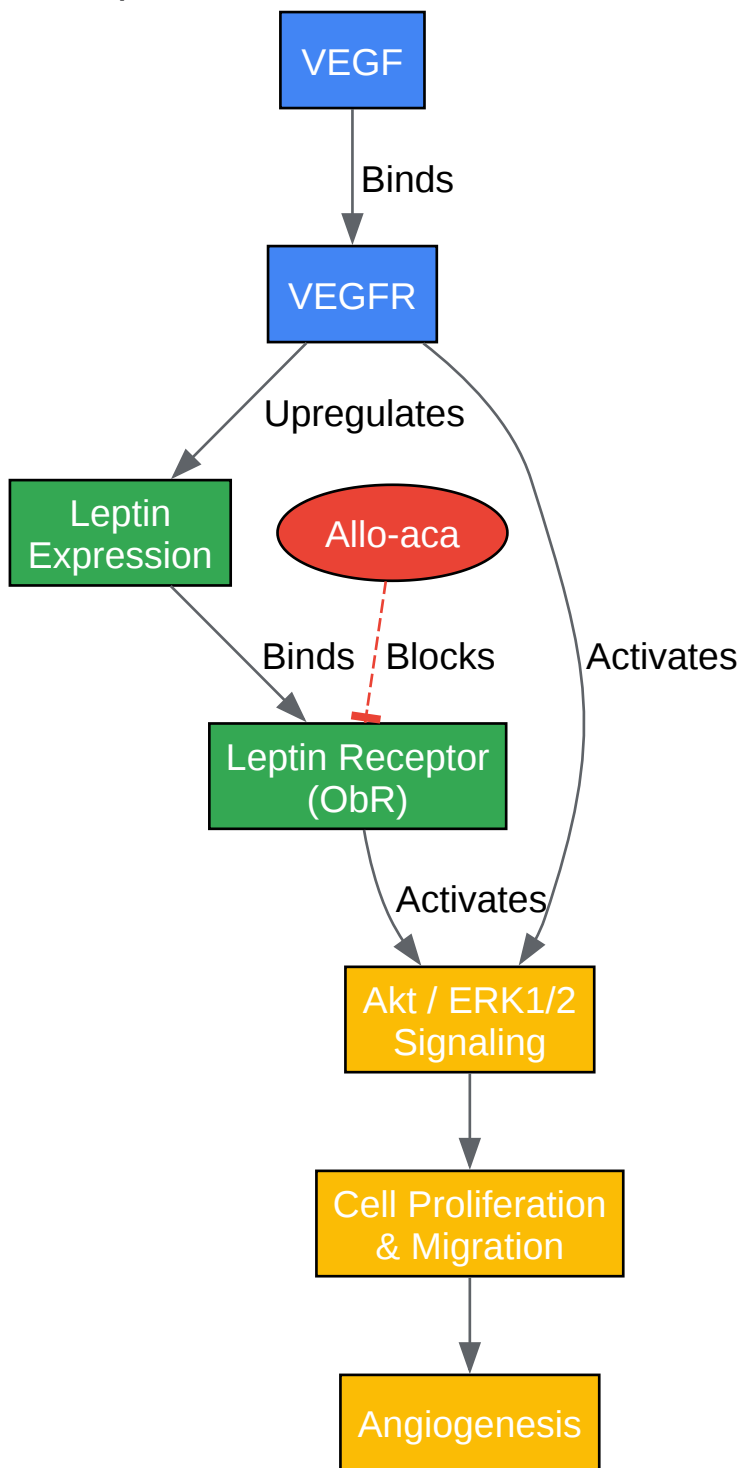 VEGF
Binds
VEGFR
Upregulates
Leptin
Expression
Allo-aca
Binds
Blocks
Activates
Leptin Receptor
(ObR)
Activates
Akt / ERK1/2
Signaling
Cell Proliferation
& Migration
Angiogenesis